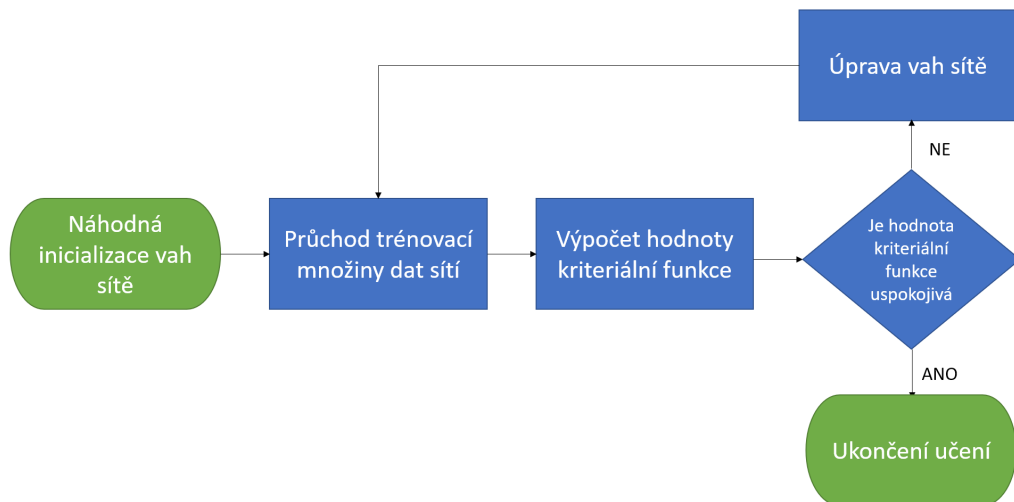 Úprava vah sítě
NE
Náhodná
inicializace vah
sítě
Průchod trénovací
množiny dat sítí
Výpočet hodnoty
kriteriální funkce
Je hodnota
kriteriální
funkce
uspokojivá
ANO
Ukončení učení